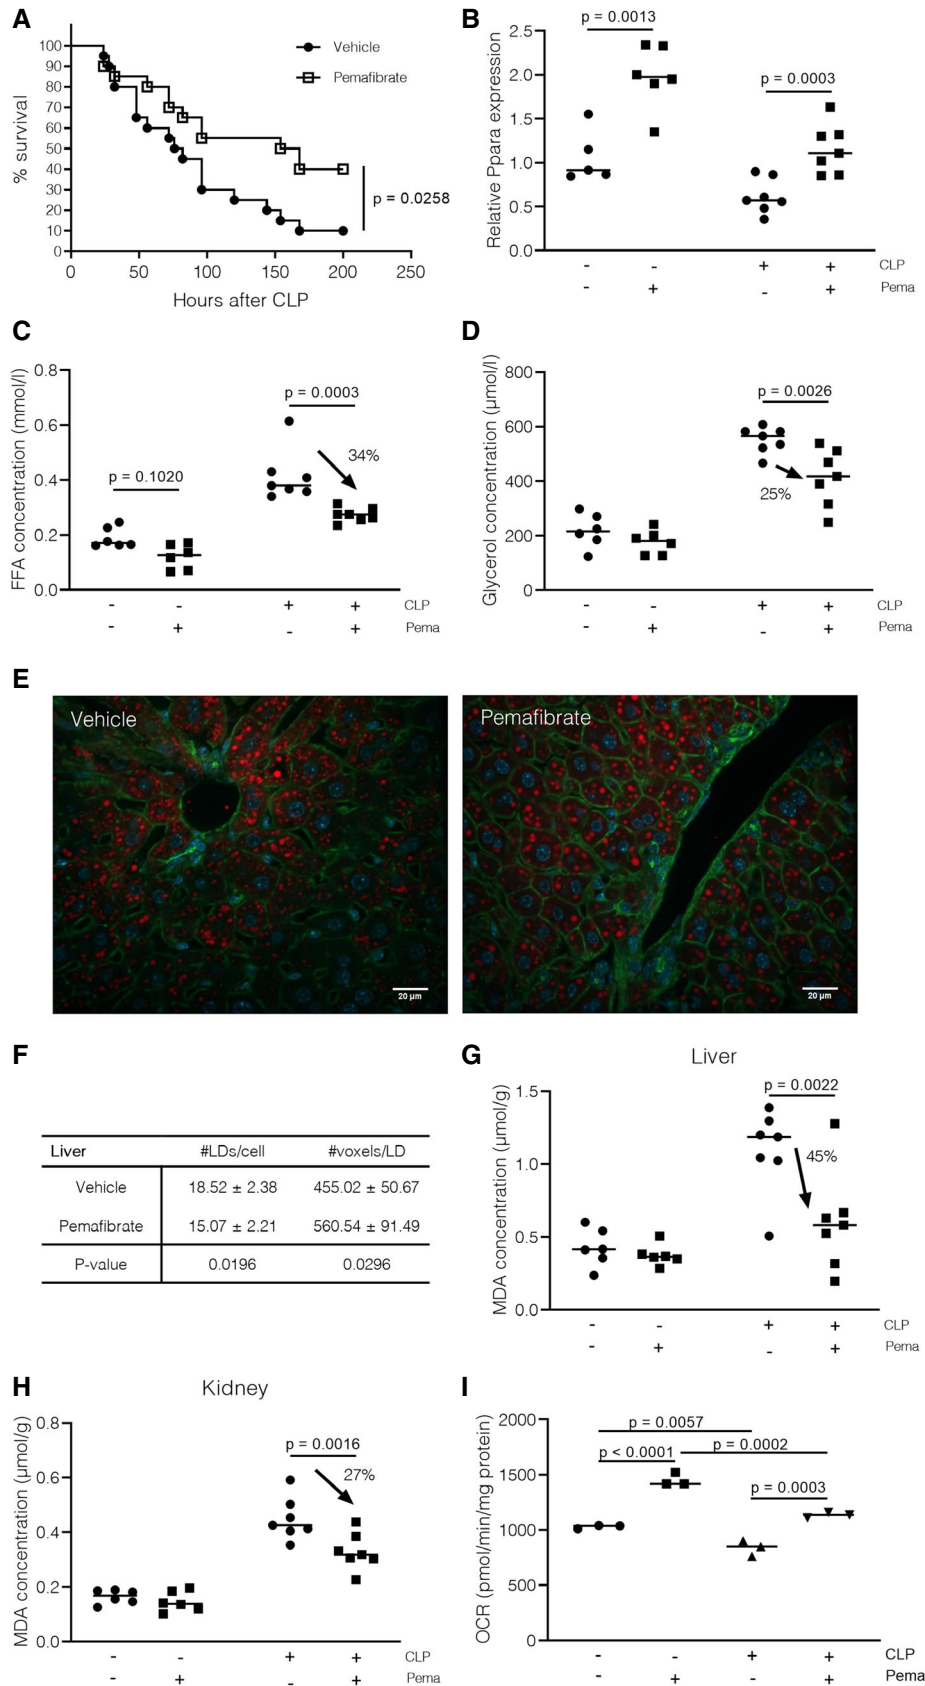 A
100
90
80
70
60
50
40
30
20
10
0
% survival
Vehicle
Pemafibrate
p = 0.0258
0 50 100 150 200 250
Hours after CLP
B
Relative Ppara expression
2.5
2.0
1.5
1.0
0.5
0.0
p = 0.0013
p = 0.0003
- - + + CLP
- + - + Pema
C
FFA concentration (mmol/l)
0.8
0.6
0.4
0.2
0.0
p = 0.1020
p = 0.0003
34%
- - + + CLP
- + - + Pema
D
Glycerol concentration (µmol/l)
800
600
400
200
0
p = 0.0026
25%
- - + + CLP
- + - + Pema
E
Vehicle
20 µm
Pemafibrate
20 µm
F
Liver #LDs/cell #voxels/LD
Vehicle 18.52 ± 2.38 455.02 ± 50.67
Pemafibrate 15.07 ± 2.21 560.54 ± 91.49
P-value 0.0196 0.0296
G
Liver
MDA concentration (µmol/g)
1.5
1.0
0.5
0.0
p = 0.0022
45%
- - + + CLP
- + - + Pema
H
Kidney
MDA concentration (µmol/g)
0.8
0.6
0.4
0.2
0.0
p = 0.0016
27%
- - + + CLP
- + - + Pema
I
OCR (pmol/min/mg protein)
2000
1500
1000
500
0
p = 0.0057
p < 0.0001
p = 0.0002
p = 0.0003
- - + + CLP
- + - + Pema